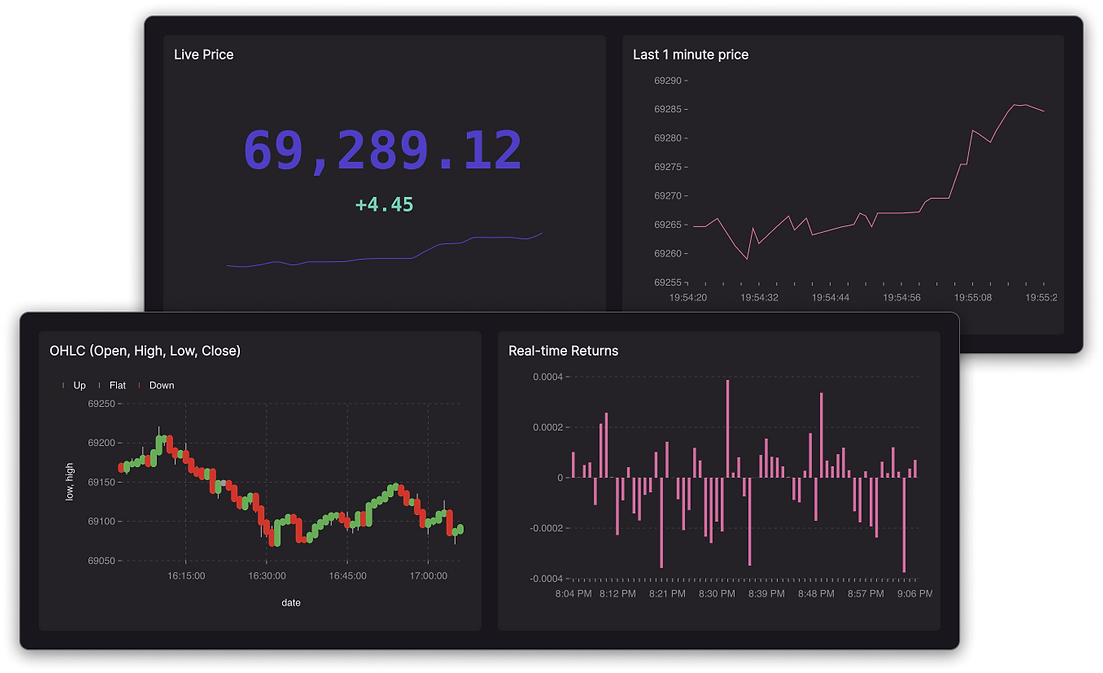 Live Price
69,289.12
+4.45
Last 1 minute price
69290
69285
69280
69275
69270
69265
69260
69255
19:54:20 19:54:32 19:54:44 19:54:56 19:55:08 19:55:2
OHLC (Open, High, Low, Close)
Up Flat Down
69250
69200
69150
69100
69050
low, high
16:15:00 16:30:00 16:45:00 17:00:00
date
Real-time Returns
0.0004
0.0002
0
-0.0002
-0.0004
8:04 PM 8:12 PM 8:21 PM 8:30 PM 8:39 PM 8:48 PM 8:57 PM 9:06 PM